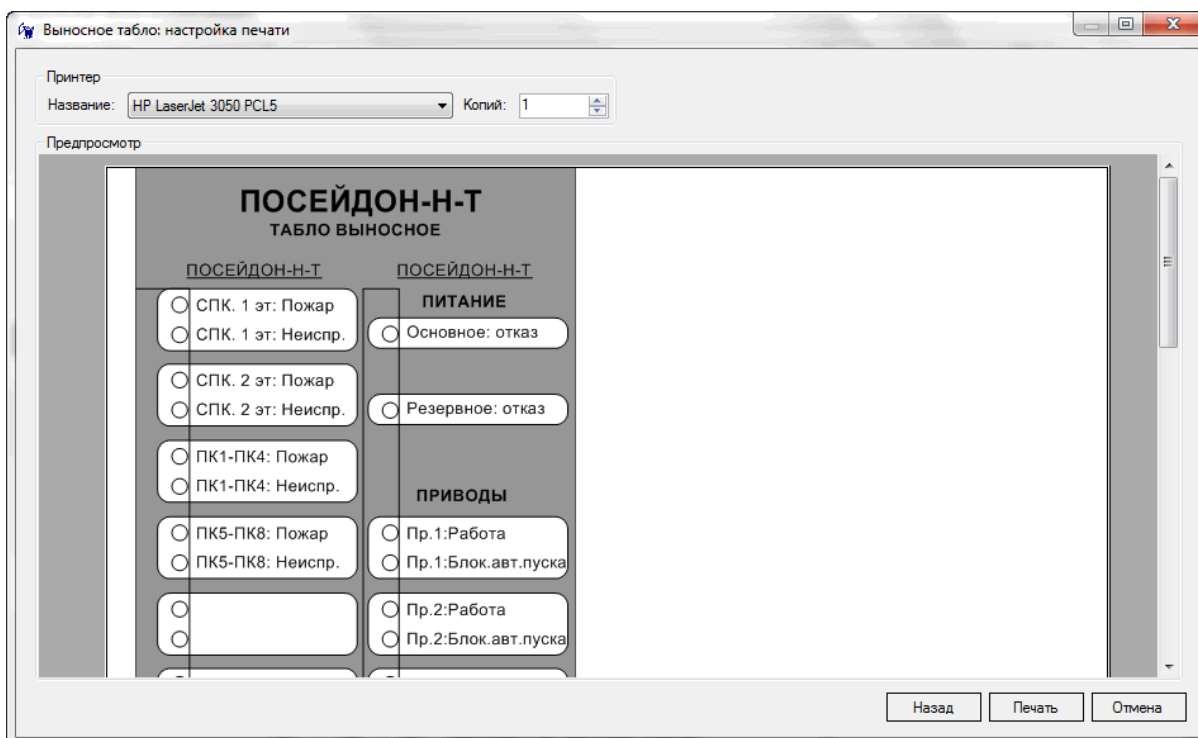 Выносное табло: настройка печати
Принтер
Название: HP LaserJet 3050 PCL5 Копий: 1
Предпросмотр
ПОСЕЙДОН-Н-Т
ТАБЛО ВЫНОСНОЕ
ПОСЕЙДОН-Н-Т
СПК. 1 эт: Пожар
СПК. 1 эт: Неиспр.
СПК. 2 эт: Пожар
СПК. 2 эт: Неиспр.
ПК1-ПК4: Пожар
ПК1-ПК4: Неиспр.
ПК5-ПК8: Пожар
ПК5-ПК8: Неиспр.
ПОСЕЙДОН-Н-Т
ПИТАНИЕ
Основное: отказ
Резервное: отказ
ПРИВОДЫ
Пр.1:Работа
Пр.1:Блок.авт.пуска
Пр.2:Работа
Пр.2:Блок.авт.пуска
Назад Печать Отмена